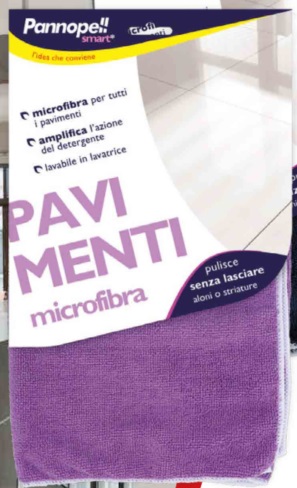 Pannope!!
smart®
l'idea che conviene
microfibra per tutti
i pavimenti
amplifica l'azione
del detergente
lavabile in lavatrice
PAVI
MENTI
microfibra
pulisce
senza lasciare
aloni o striature